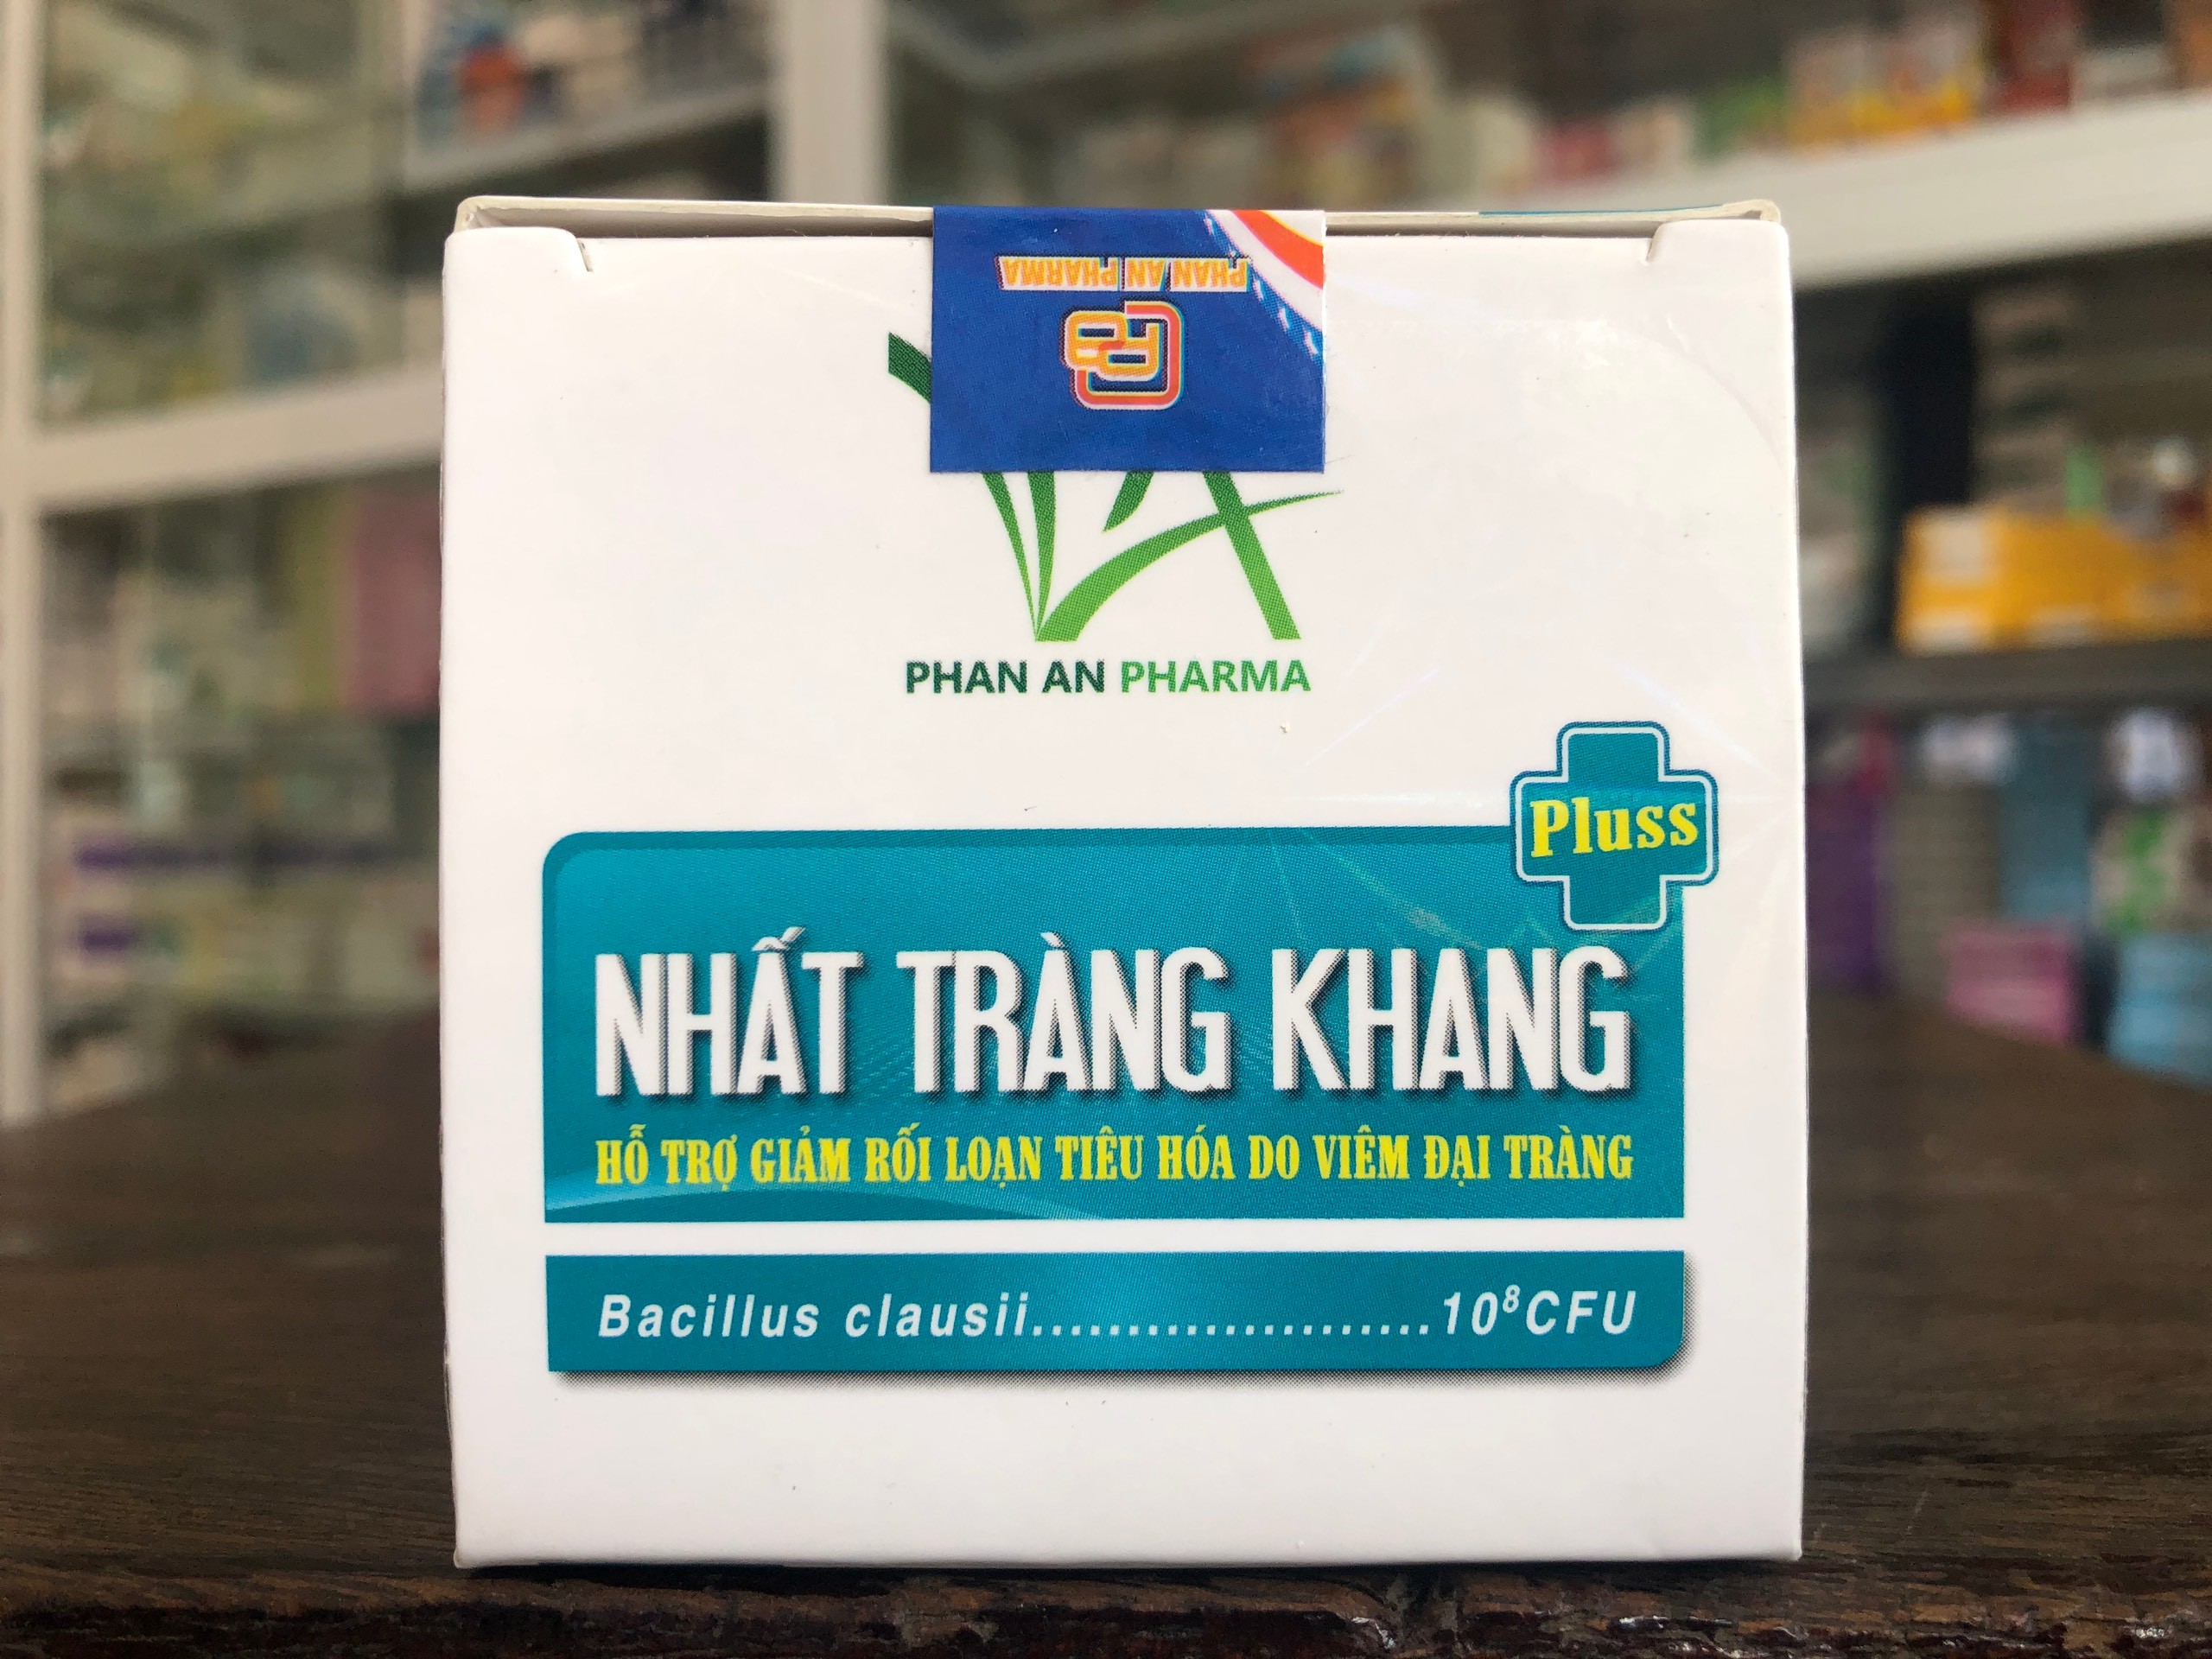 PHAN AN PHARMA
PHAN AN PHARMA
Pluss
NHẤT TRÀNG KHANG
HỖ TRỢ GIẢM RỐI LOẠN TIÊU HÓA DO VIÊM ĐẠI TRÀNG
Bacillus clausii......................10⁸CFU